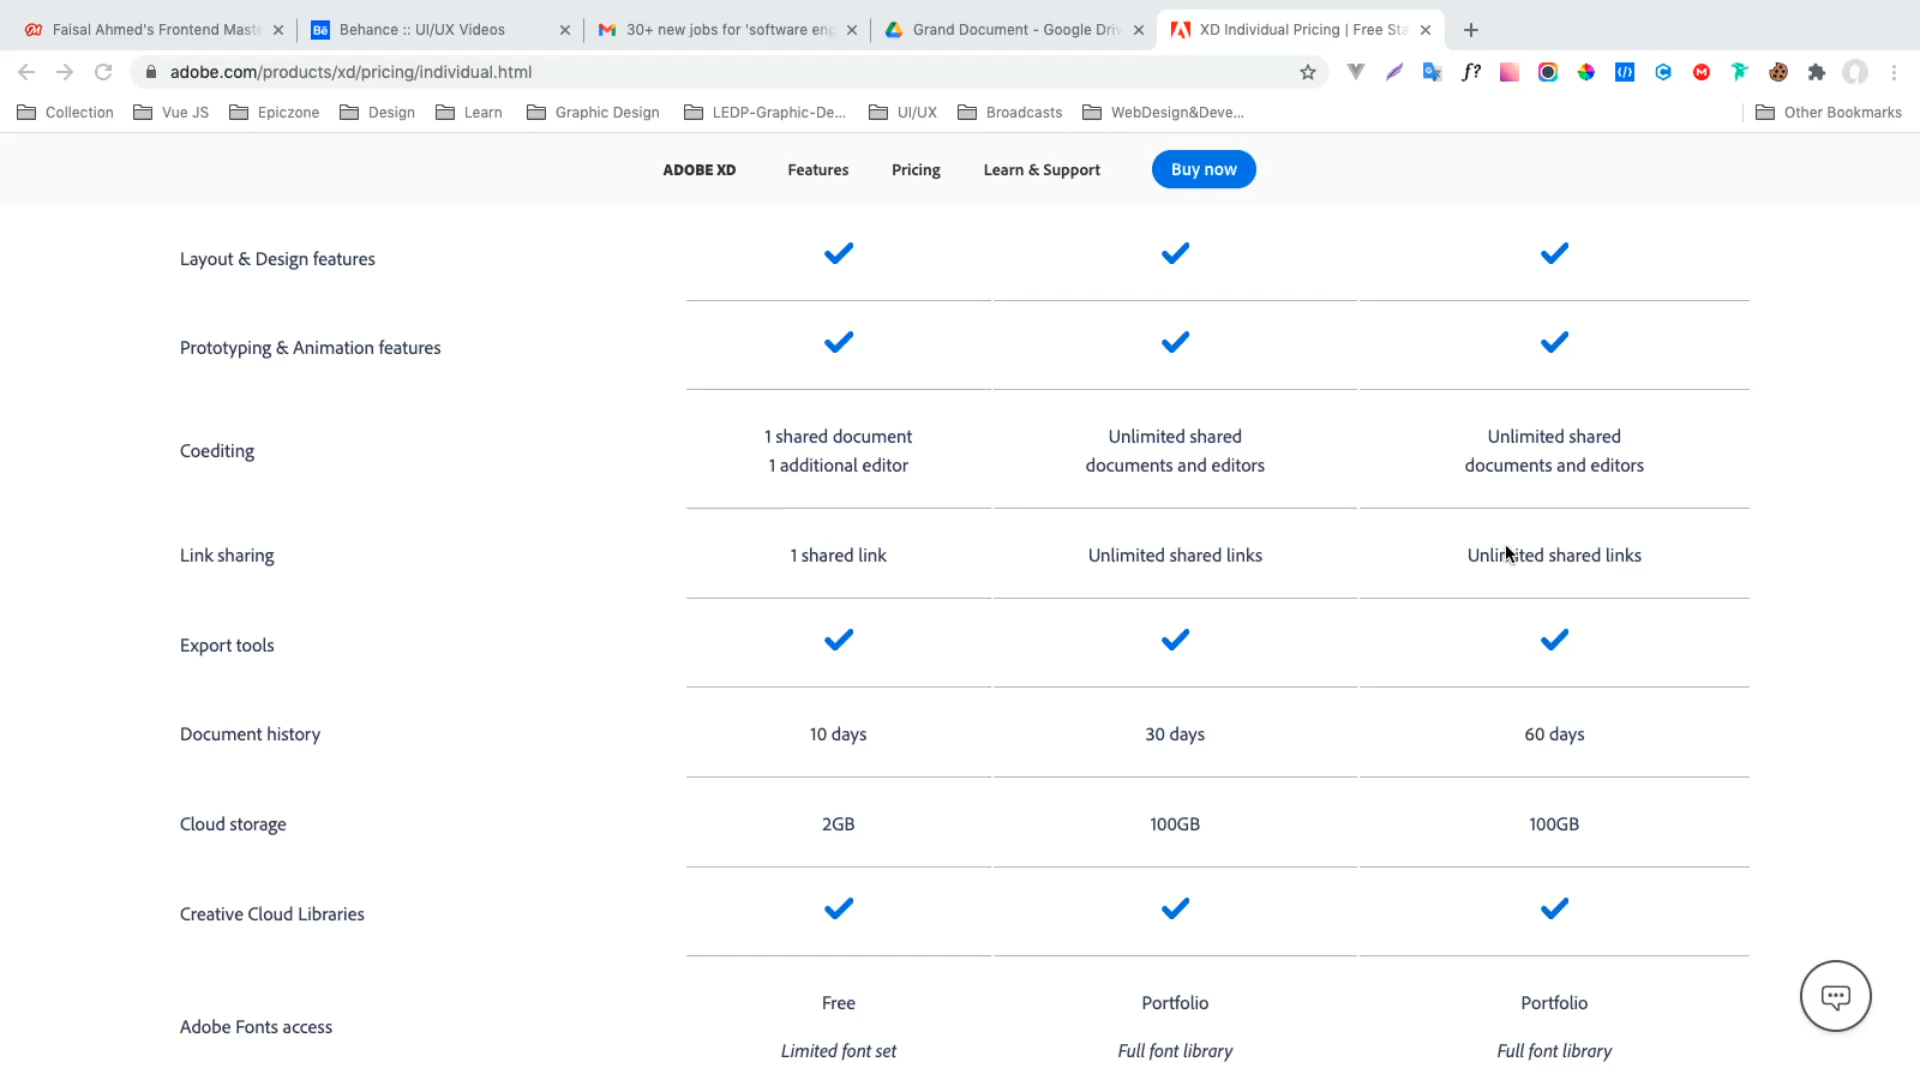 Faisal Ahmed's Frontend Maste
Behance :: UI/UX Videos
30+ new jobs for 'software eng
Grand Document - Google Driv
XD Individual Pricing | Free Sta
adobe.com/products/xd/pricing/individual.html
Collection
Vue JS
Epiczone
Design
Learn
Graphic Design
LEDP-Graphic-De...
UI/UX
Broadcasts
WebDesign&Deve...
Other Bookmarks
ADOBE XD
Features
Pricing
Learn & Support
Buy now
Layout & Design features
Prototyping & Animation features
Coediting
1 shared document
1 additional editor
Unlimited shared
documents and editors
Unlimited shared
documents and editors
Link sharing
1 shared link
Unlimited shared links
Unlimited shared links
Export tools
Document history
10 days
30 days
60 days
Cloud storage
2GB
100GB
100GB
Creative Cloud Libraries
Adobe Fonts access
Free
Limited font set
Portfolio
Full font library
Portfolio
Full font library